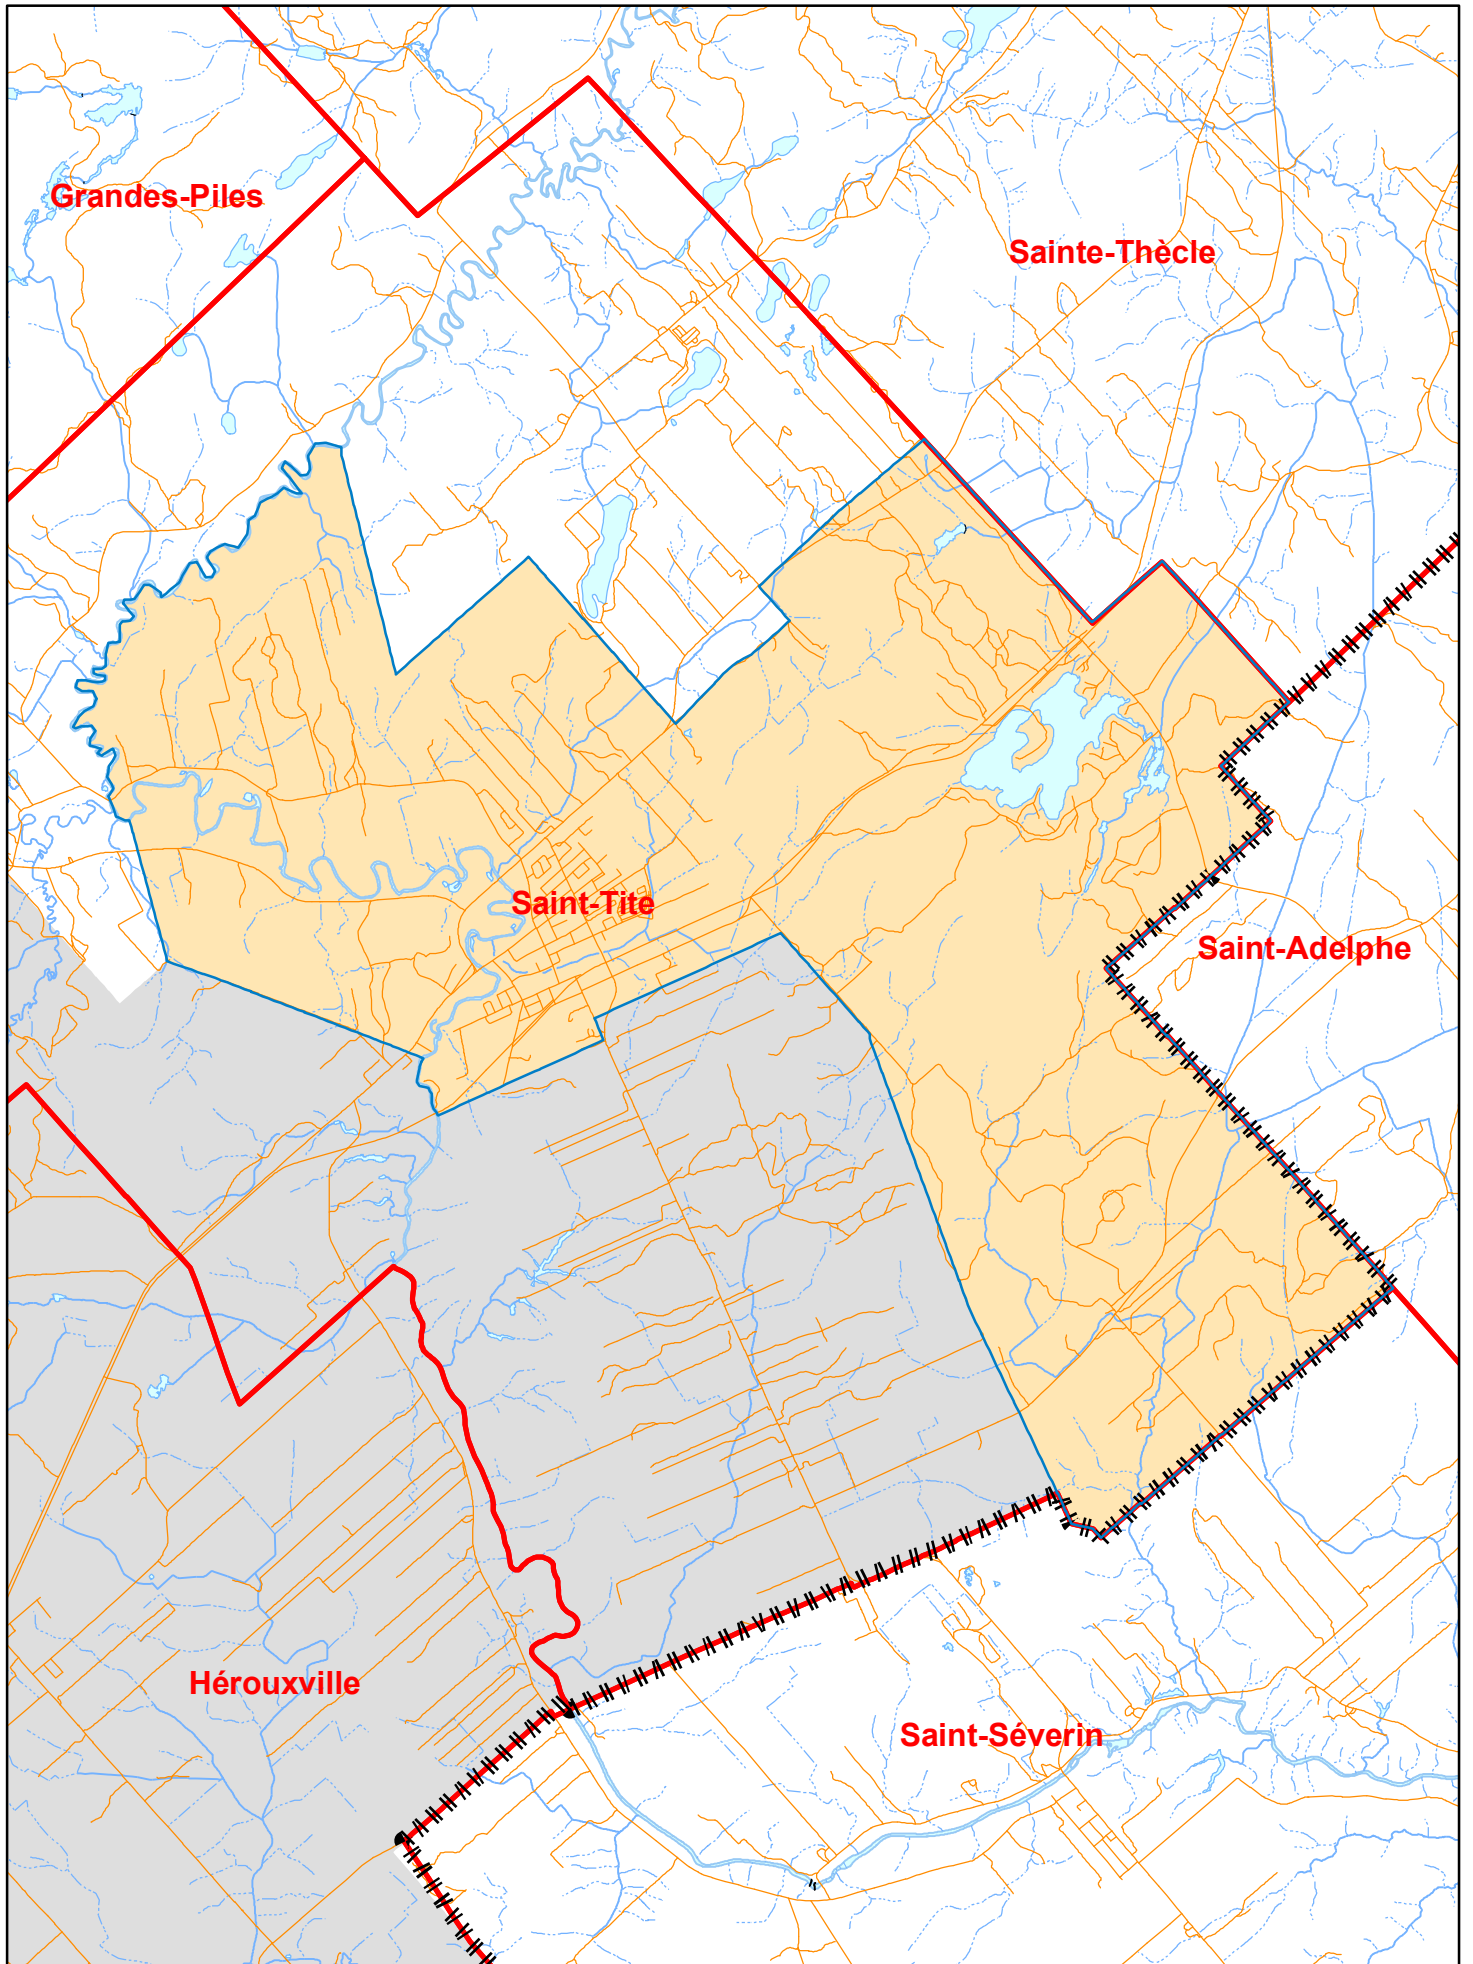 Grandes-Piles
Sainte-Thècle
Saint-Tite
Saint-Adelphe
Hérouxville
Saint-Séverin